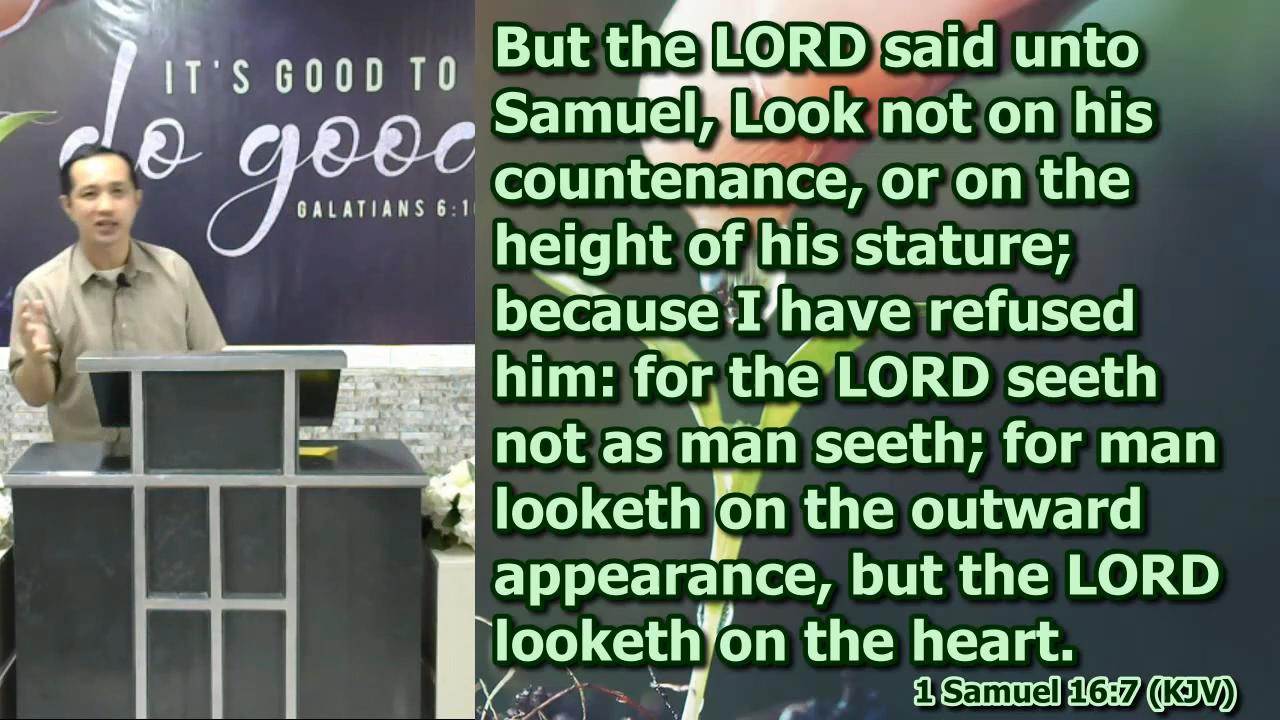 IT'S GOOD TO
do good
GALATIANS 6:1
But the LORD said unto
Samuel, Look not on his
countenance, or on the
height of his stature;
because I have refused
him: for the LORD seeth
not as man seeth; for man
looketh on the outward
appearance, but the LORD
looketh on the heart.
1 Samuel 16:7 (KJV)